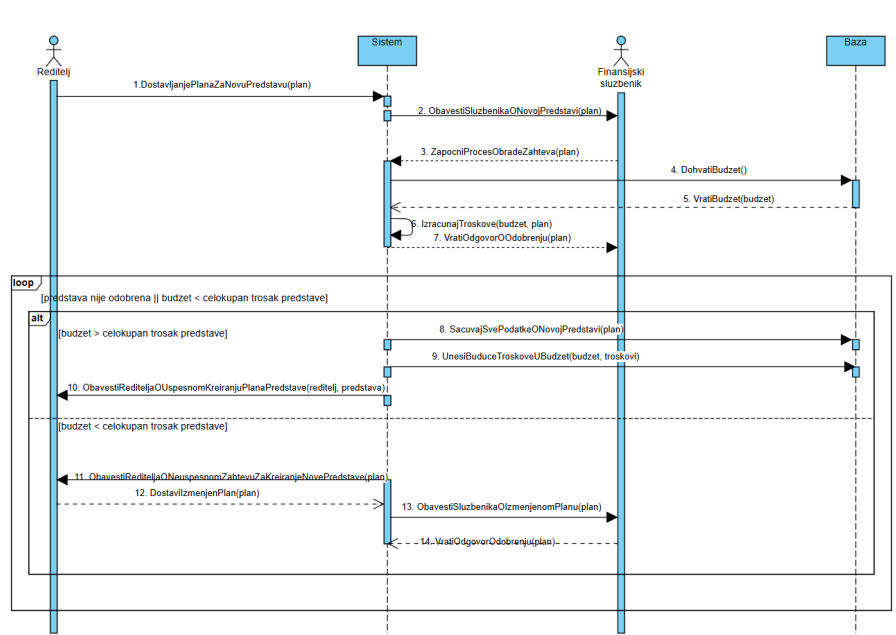 Reditelj
Sistem
Finansijski
sluzbenik
Baza
1.DostavljanjePlanaZaNovuPredstavu(plan)
2. ObavestiSluzbenikaONovojPredstavi(plan)
3. ZapocniProcesObradeZahteva(plan)
4. DohvatiBudzet()
5. VratiBudzet(budzet)
6. IzracunajTroskove(budzet, plan)
7. VratiOdgovorOOdobrenju(plan)
loop
[predstava nije odobrena || budzet < celokupan trosak predstave]
alt
[budzet > celokupan trosak predstave]
8. SacuvajSvePodatkeONovojPredstavi(plan)
9. UnesiBuduceTroskoveUBudzet(budzet, troskovi)
10. ObavestiRediteljaOUspesnomKreiranjuPlanaPredstave(reditelj, predstava)
[budzet < celokupan trosak predstave]
11. ObavestiRediteljaONeuspesnomZahtevuZaKreiranjeNovePredstave(plan)
12. DostaviIzmenjenPlan(plan)
13. ObavestiSluzbenikaOIzmenjenomPlanu(plan)
14. VratiOdgovorOdobrenju(plan)